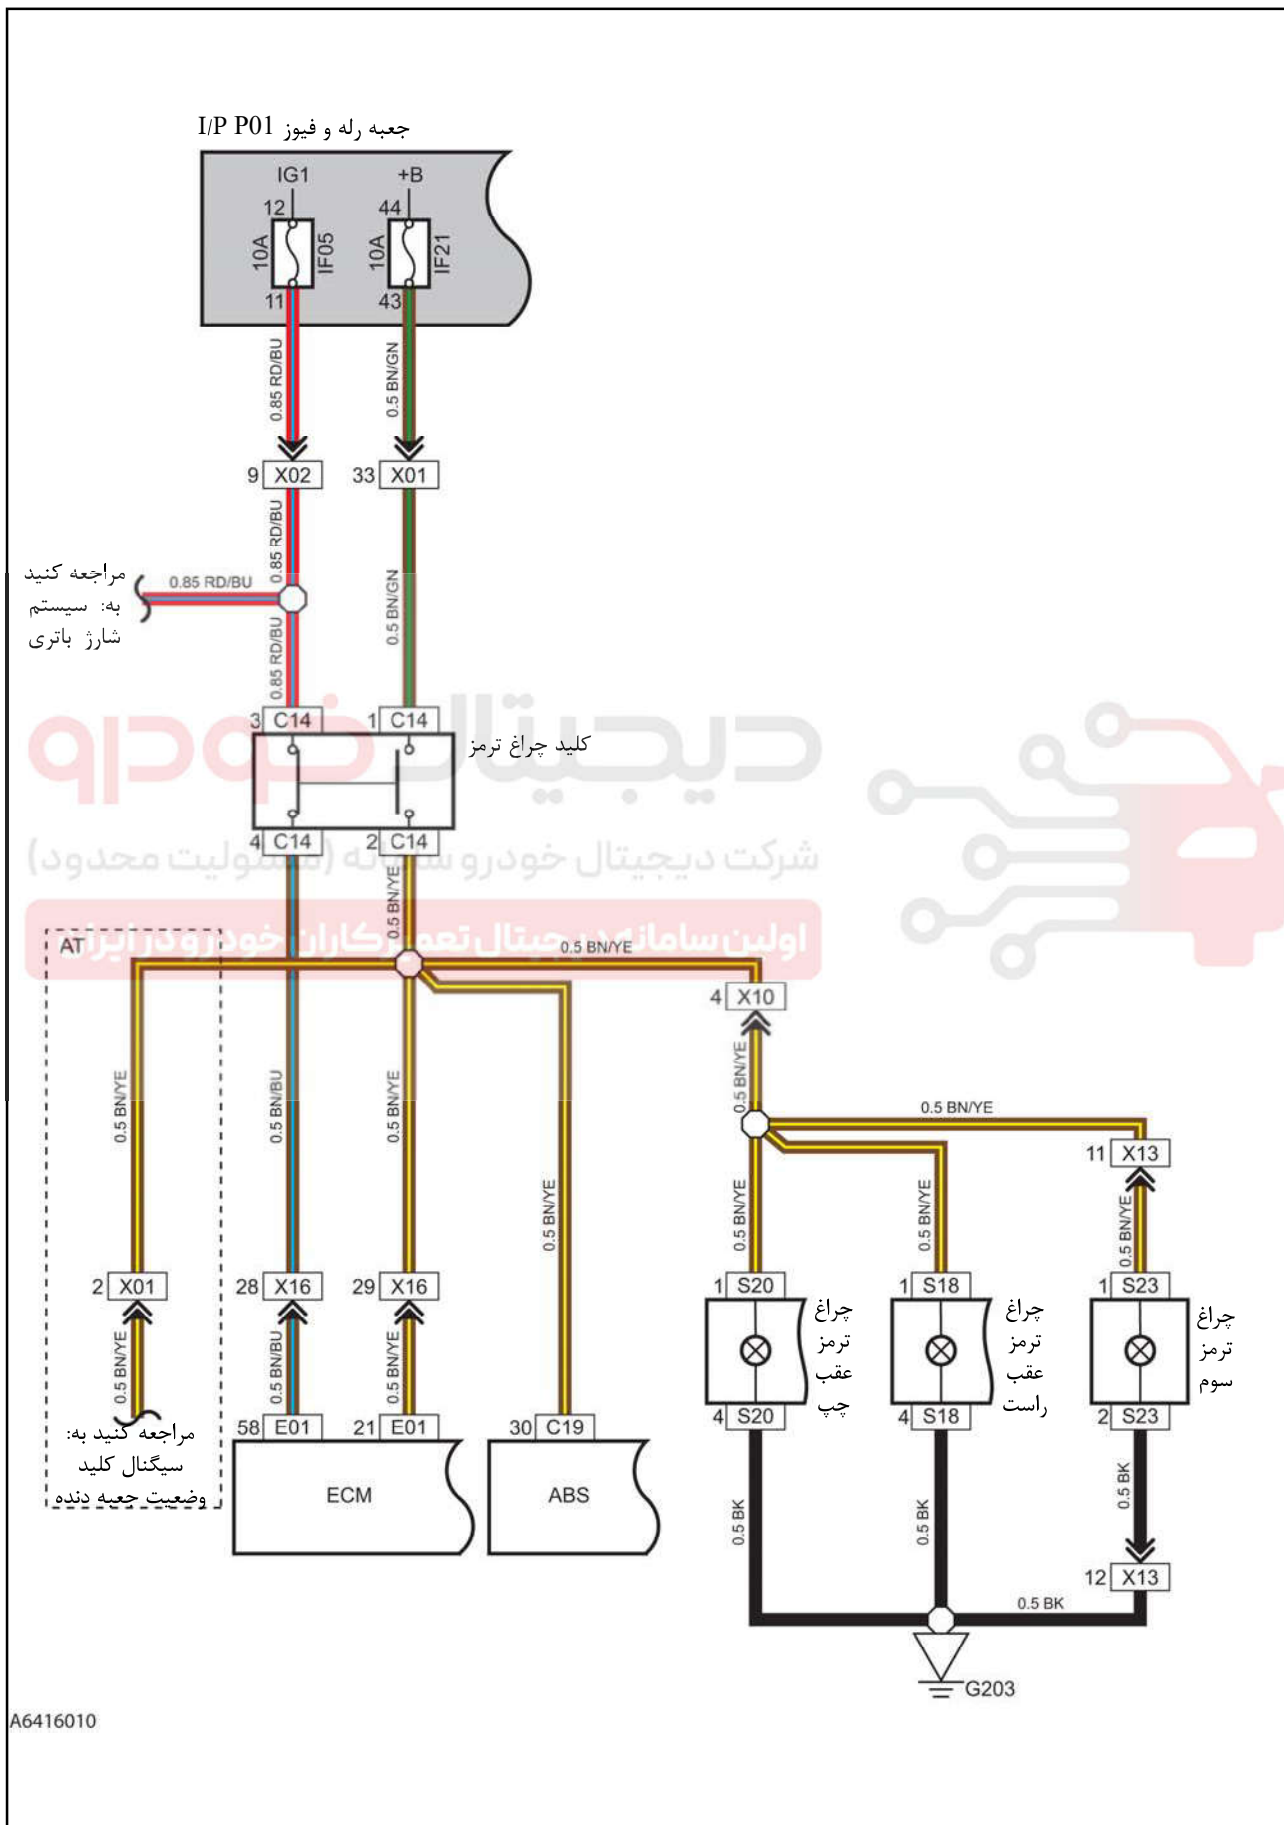 جعبه رله و فیوز I/P P01
IG1
+B
12
44
10A
IF05
10A
IF21
11
43
0.85 RD/BU
0.5 BN/GN
9 X02
33 X01
0.85 RD/BU
مراجعه کنید
به: سیستم
شارژ باتری
0.85 RD/BU
0.85 RD/BU
0.5 BN/GN
دیجیتال خودرو
3 C14
1 C14
کلید چراغ ترمز
4 C14
2 C14
شرکت دیجیتال خودرو سامانه (مسئولیت محدود)
اولین سامانه دیجیتال تعمیرکاران خودرو در ایران
0.5 BN/YE
AT
0.5 BN/YE
4 X10
0.5 BN/YE
0.5 BN/BU
0.5 BN/YE
0.5 BN/YE
0.5 BN/YE
0.5 BN/YE
11 X13
0.5 BN/YE
0.5 BN/YE
0.5 BN/YE
0.5 BN/YE
2 X01
28 X16
29 X16
1 S20
1 S18
1 S23
0.5 BN/YE
0.5 BN/BU
0.5 BN/YE
چراغ
ترمز
عقب
چپ
چراغ
ترمز
عقب
راست
چراغ
ترمز
سوم
58 E01
21 E01
30 C19
4 S20
4 S18
2 S23
مراجعه کنید به:
سیگنال کلید
وضعیت جعبه دنده
ECM
ABS
0.5 BK
0.5 BK
0.5 BK
12 X13
0.5 BK
G203
A6416010